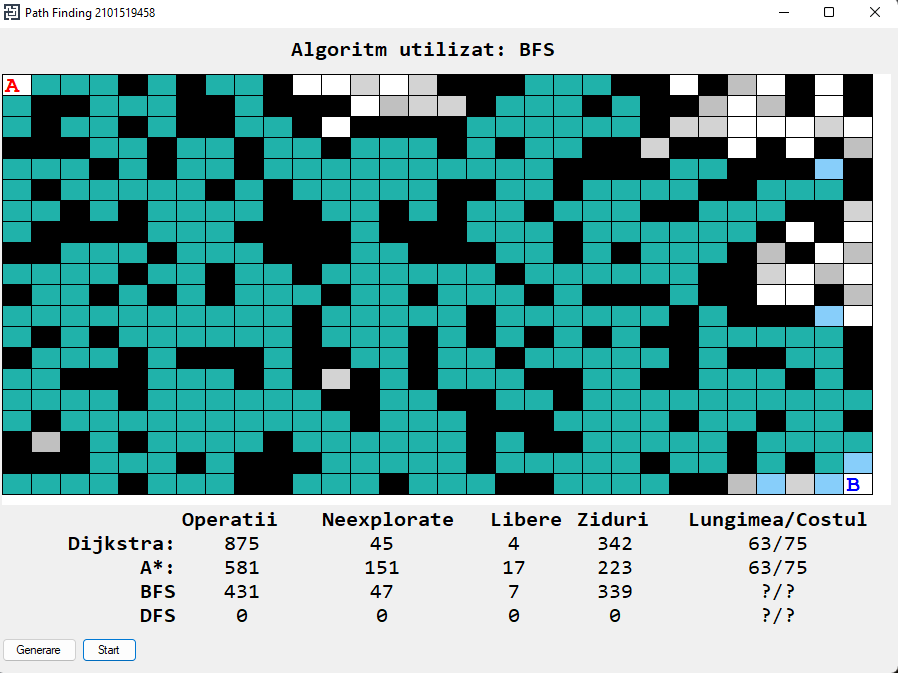 Path Finding 2101519458
Algoritm utilizat: BFS
A
B
Operatii Neexplorate Libere Ziduri Lungimea/Costul
Dijkstra: 875 45 4 342 63/75
A*: 581 151 17 223 63/75
BFS 431 47 7 339 ?/?
DFS 0 0 0 0 ?/?
Generare Start